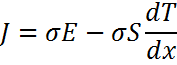 J = σE − σS dT/dx